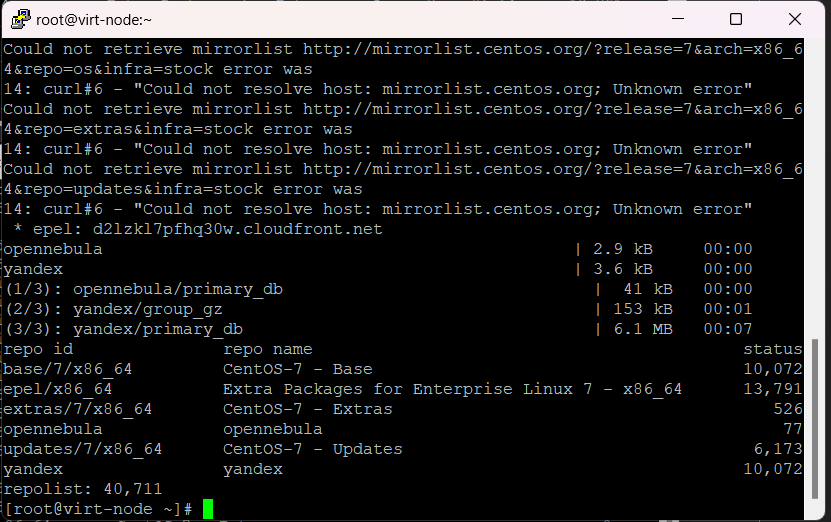 root@virt-node:~
Could not retrieve mirrorlist http://mirrorlist.centos.org/?release=7&arch=x86_6
4&repo=os&infra=stock error was
14: curl#6 - "Could not resolve host: mirrorlist.centos.org; Unknown error"
Could not retrieve mirrorlist http://mirrorlist.centos.org/?release=7&arch=x86_6
4&repo=extras&infra=stock error was
14: curl#6 - "Could not resolve host: mirrorlist.centos.org; Unknown error"
Could not retrieve mirrorlist http://mirrorlist.centos.org/?release=7&arch=x86_6
4&repo=updates&infra=stock error was
14: curl#6 - "Could not resolve host: mirrorlist.centos.org; Unknown error"
 * epel: d2lzkl7pfhq30w.cloudfront.net
opennebula | 2.9 kB 00:00
yandex | 3.6 kB 00:00
(1/3): opennebula/primary_db | 41 kB 00:00
(2/3): yandex/group_gz | 153 kB 00:01
(3/3): yandex/primary_db | 6.1 MB 00:07
repo id repo name status
base/7/x86_64 CentOS-7 - Base 10,072
epel/x86_64 Extra Packages for Enterprise Linux 7 - x86_64 13,791
extras/7/x86_64 CentOS-7 - Extras 526
opennebula opennebula 77
updates/7/x86_64 CentOS-7 - Updates 6,173
yandex yandex 10,072
repolist: 40,711
[root@virt-node ~]#